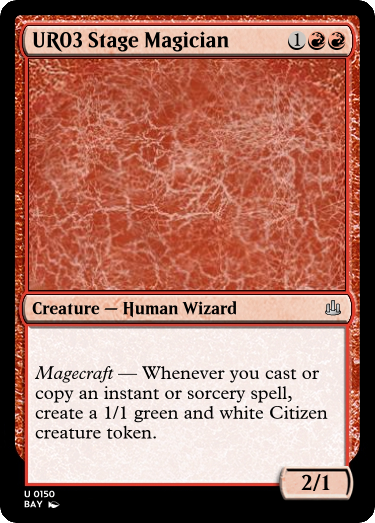 UR03 Stage Magician 1
Creature — Human Wizard
Magecraft — Whenever you cast or
copy an instant or sorcery spell,
create a 1/1 green and white Citizen
creature token.
2/1
U 0150
BAY